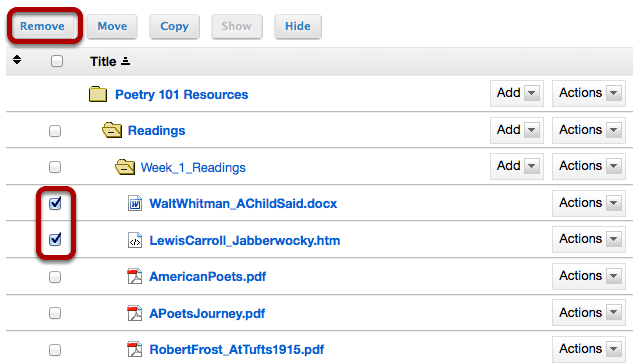 Remove Move Copy Show Hide
Title
Poetry 101 Resources Add Actions
Readings Add Actions
Week_1_Readings Add Actions
WaltWhitman_AChildSaid.docx Actions
LewisCarroll_Jabberwocky.htm Actions
AmericanPoets.pdf Actions
APoetsJourney.pdf Actions
RobertFrost_AtTufts1915.pdf Actions